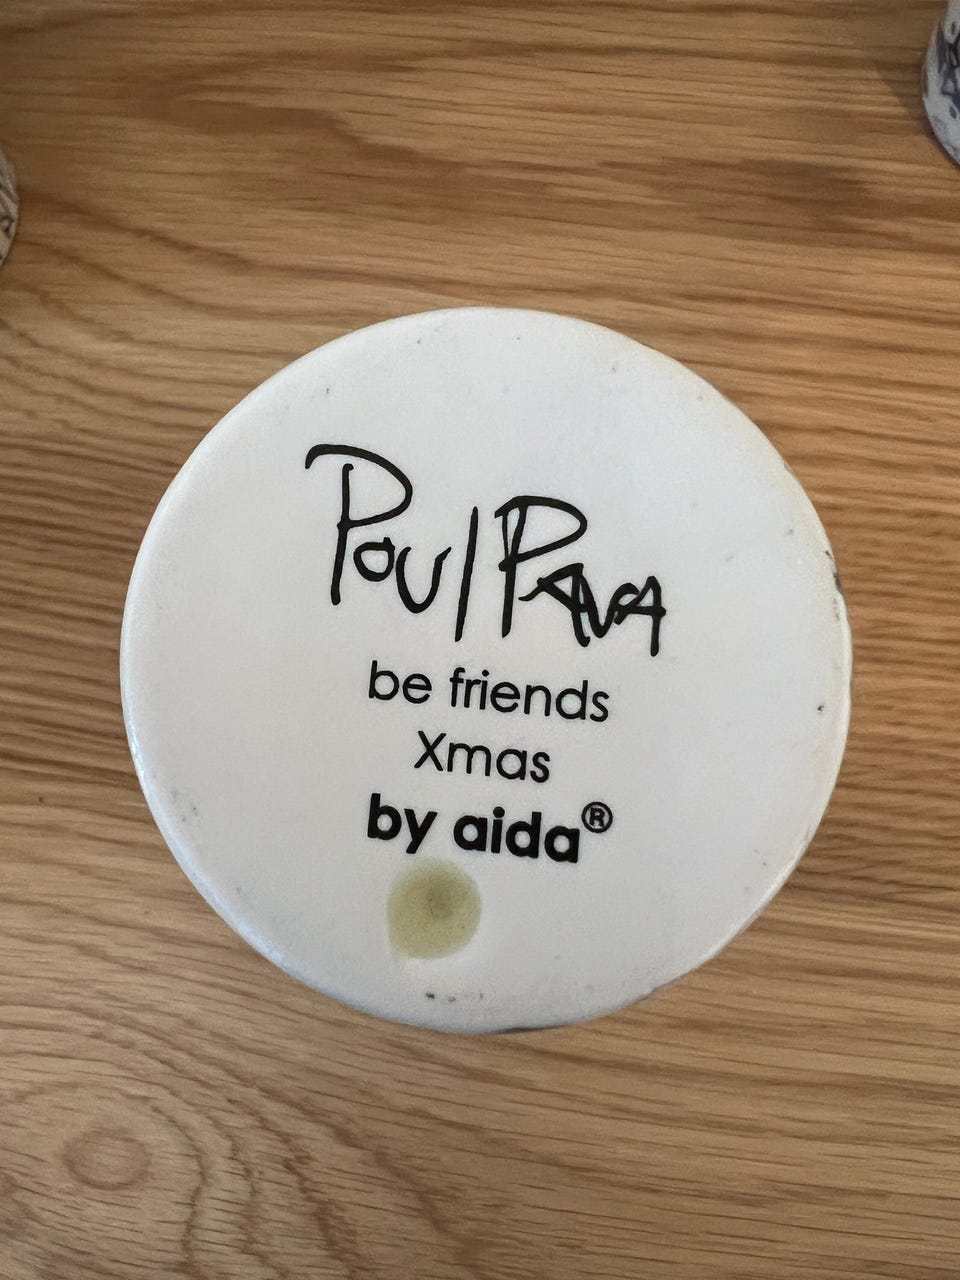 Poul Pava
be friends
Xmas
by aida®